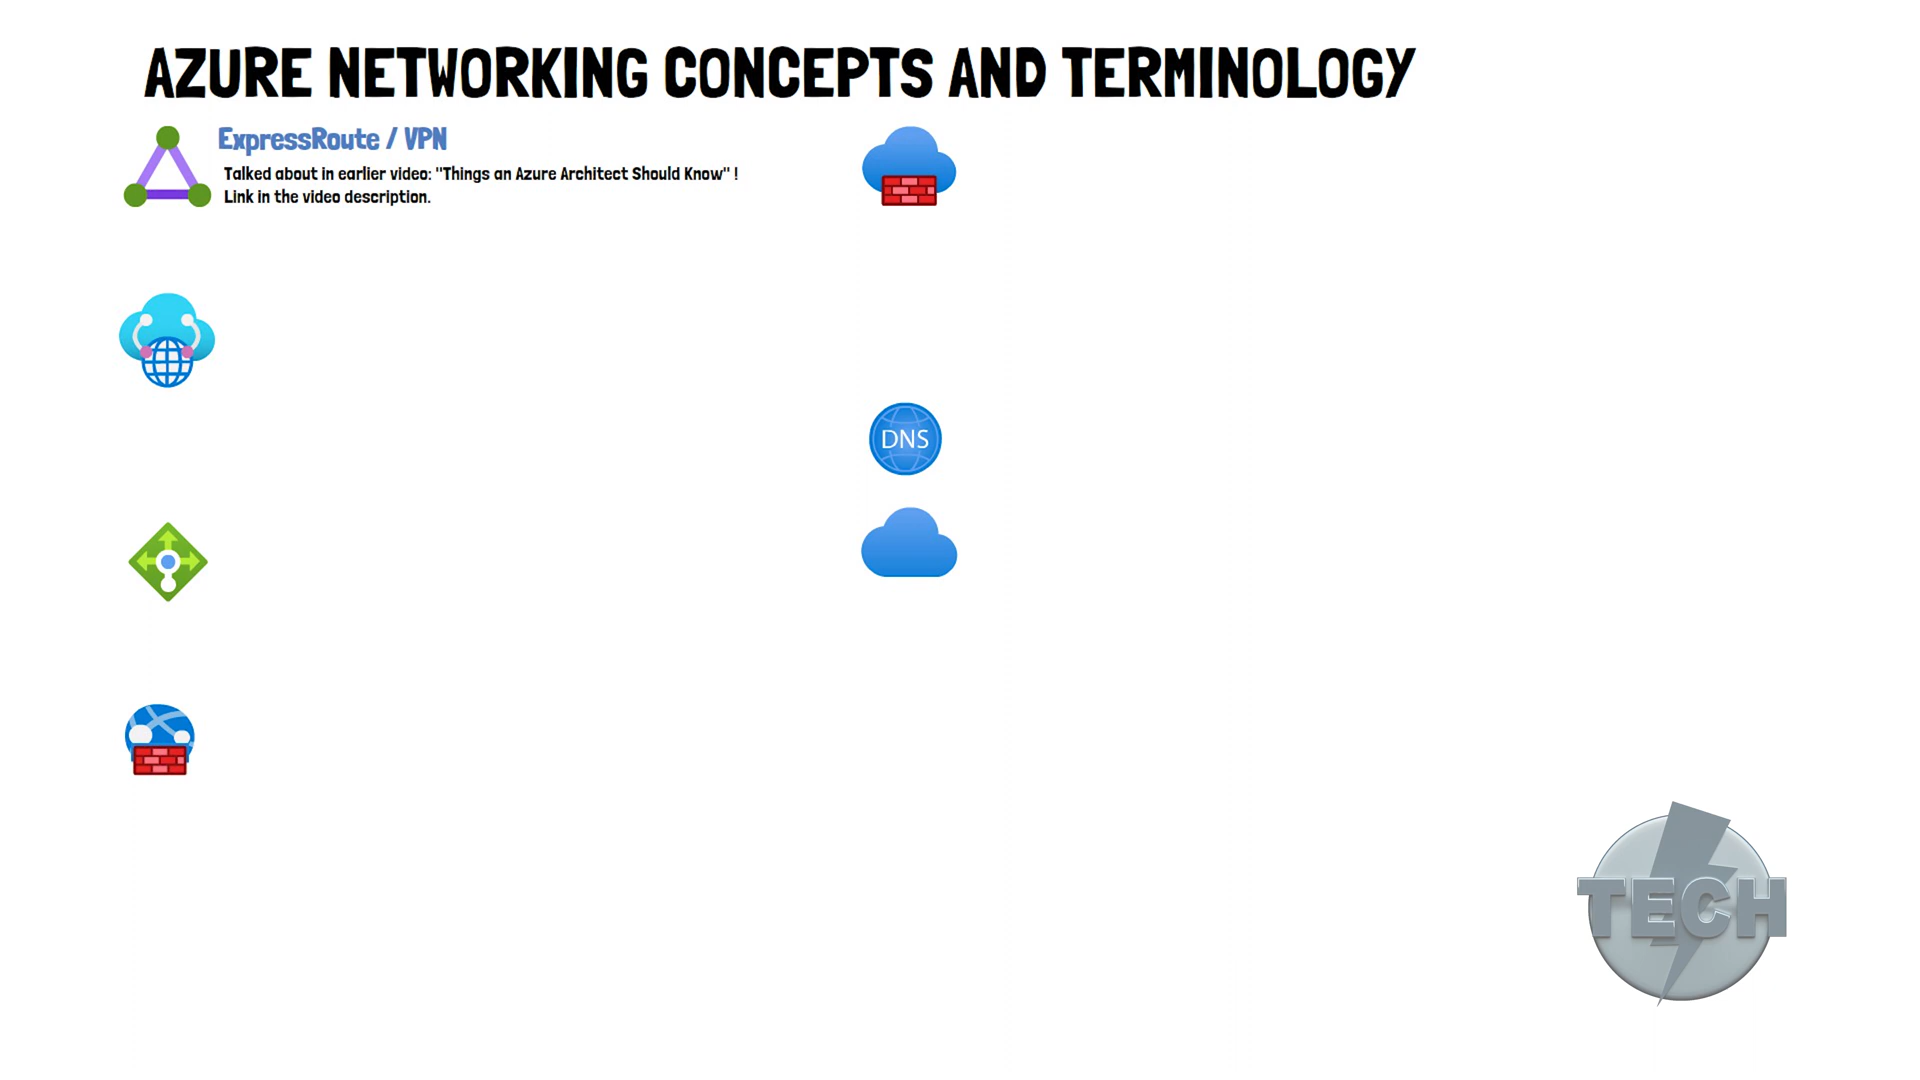 AZURE NETWORKING CONCEPTS AND TERMINOLOGY
ExpressRoute / VPN
Talked about in earlier video: "Things an Azure Architect Should Know" !
Link in the video description.
DNS
TECH